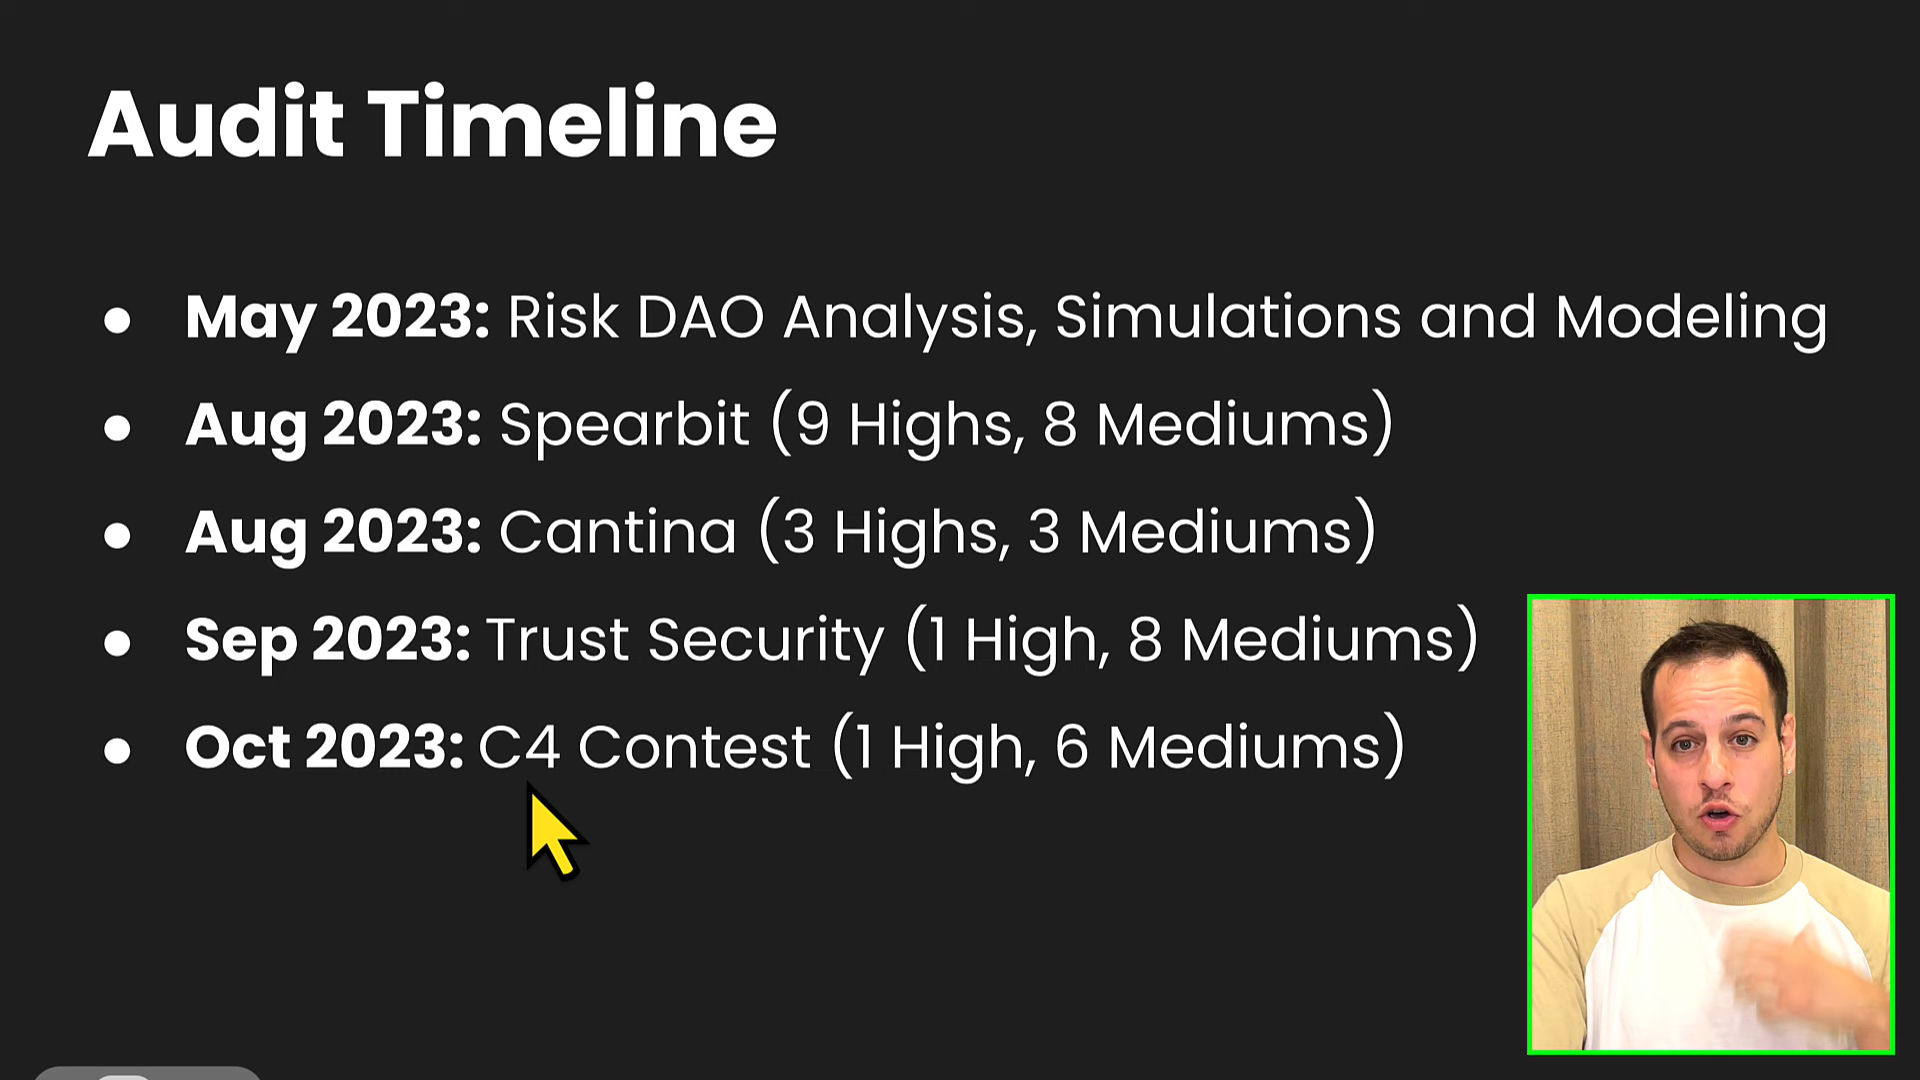 Audit Timeline
● May 2023: Risk DAO Analysis, Simulations and Modeling
● Aug 2023: Spearbit (9 Highs, 8 Mediums)
● Aug 2023: Cantina (3 Highs, 3 Mediums)
● Sep 2023: Trust Security (1 High, 8 Mediums)
● Oct 2023: C4 Contest (1 High, 6 Mediums)